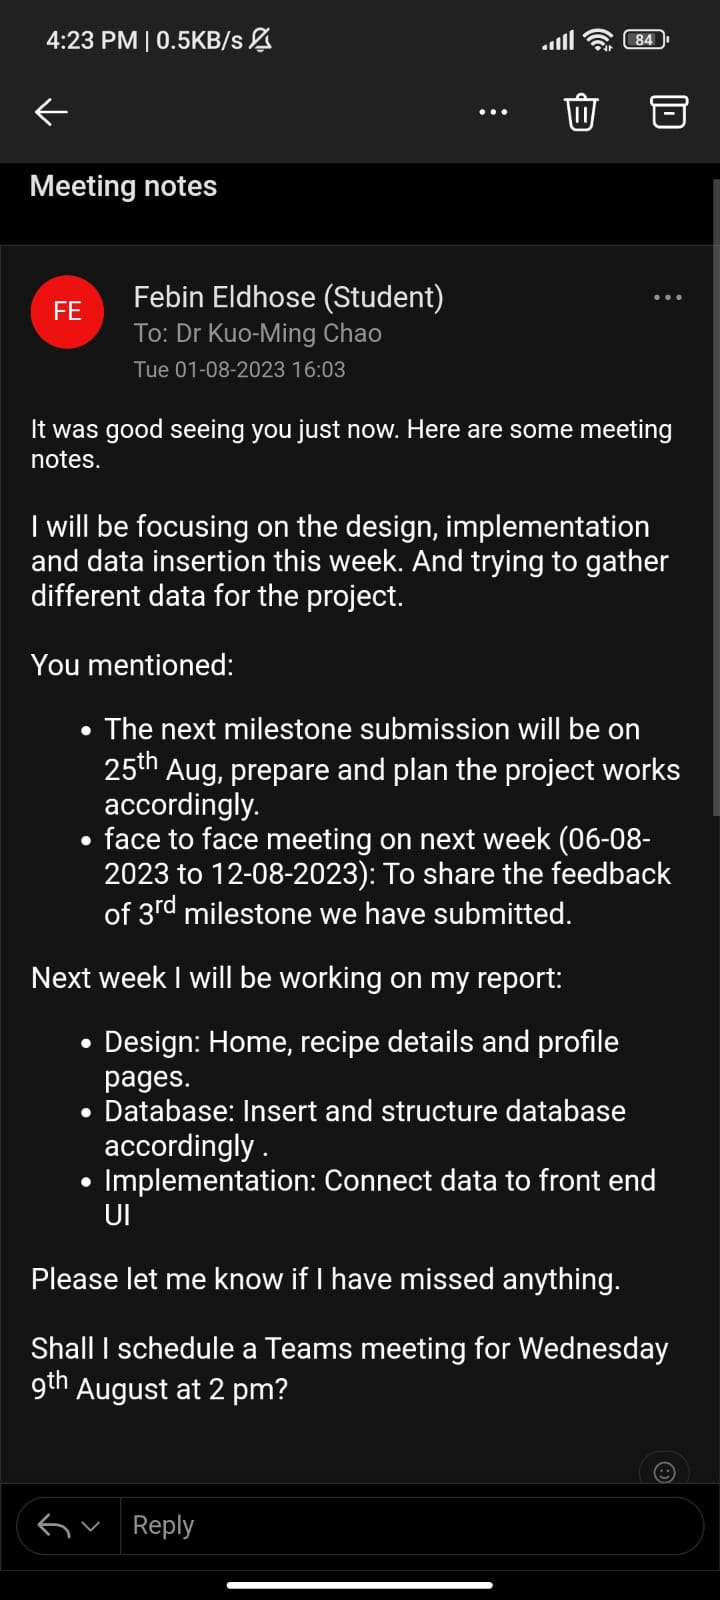 4:23 PM | 0.5KB/s
84
Meeting notes
FE
Febin Eldhose (Student)
To: Dr Kuo-Ming Chao
Tue 01-08-2023 16:03
It was good seeing you just now. Here are some meeting
notes.
I will be focusing on the design, implementation
and data insertion this week. And trying to gather
different data for the project.
You mentioned:
• The next milestone submission will be on
25th Aug, prepare and plan the project works
accordingly.
• face to face meeting on next week (06-08-
2023 to 12-08-2023): To share the feedback
of 3rd milestone we have submitted.
Next week I will be working on my report:
• Design: Home, recipe details and profile
pages.
• Database: Insert and structure database
accordingly .
• Implementation: Connect data to front end
UI
Please let me know if I have missed anything.
Shall I schedule a Teams meeting for Wednesday
9th August at 2 pm?
Reply